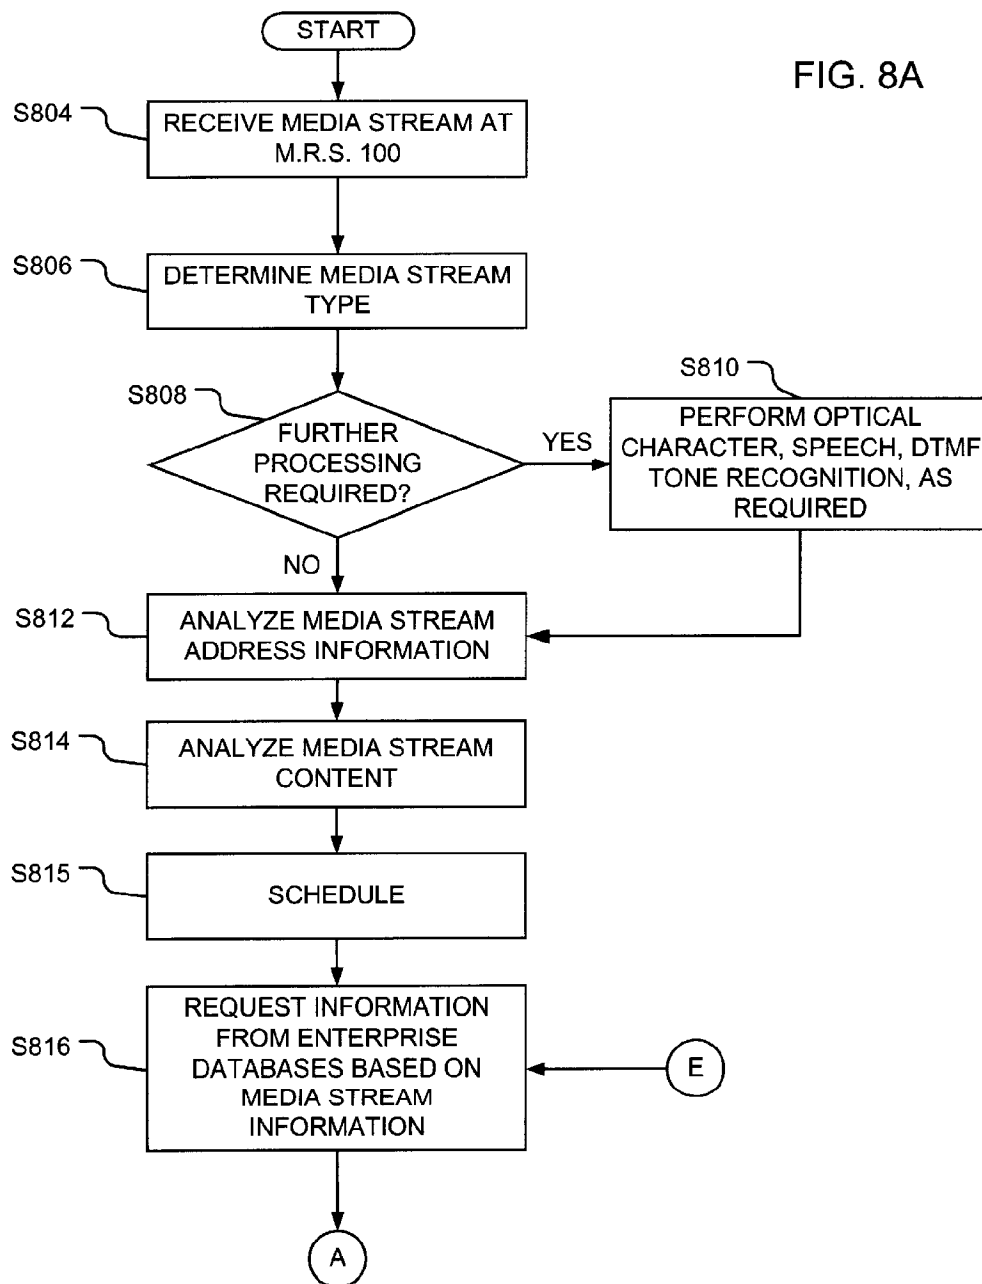 START
FIG. 8A
S804
RECEIVE MEDIA STREAM AT
M.R.S. 100
S806
DETERMINE MEDIA STREAM
TYPE
S808
FURTHER
PROCESSING
REQUIRED?
YES
S810
PERFORM OPTICAL
CHARACTER, SPEECH, DTMF
TONE RECOGNITION, AS
REQUIRED
NO
S812
ANALYZE MEDIA STREAM
ADDRESS INFORMATION
S814
ANALYZE MEDIA STREAM
CONTENT
S815
SCHEDULE
S816
REQUEST INFORMATION
FROM ENTERPRISE
DATABASES BASED ON
MEDIA STREAM
INFORMATION
E
A